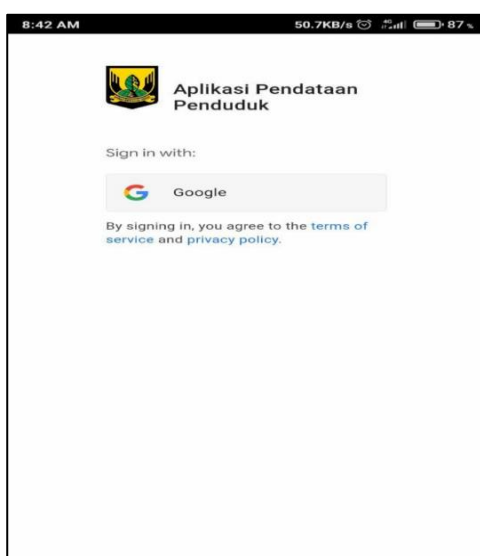 8:42 AM 50.7KB/s 4G 87%
Aplikasi Pendataan
Penduduk
Sign in with:
Google
By signing in, you agree to the terms of
service and privacy policy.